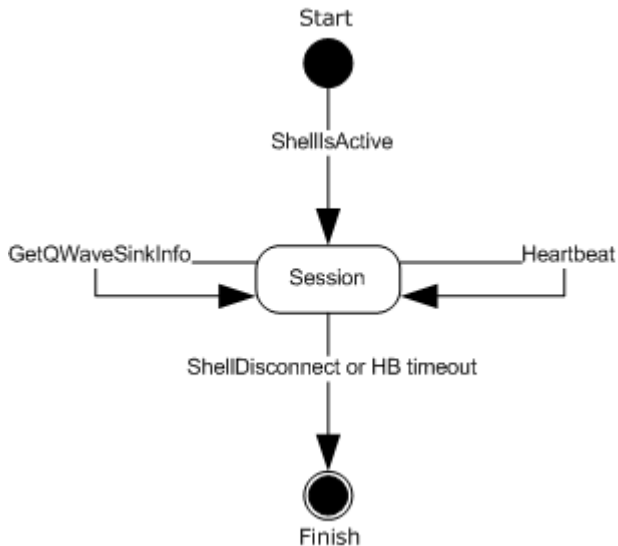 Start
ShellIsActive
GetQWaveSinkInfo
Heartbeat
Session
ShellDisconnect or HB timeout
Finish